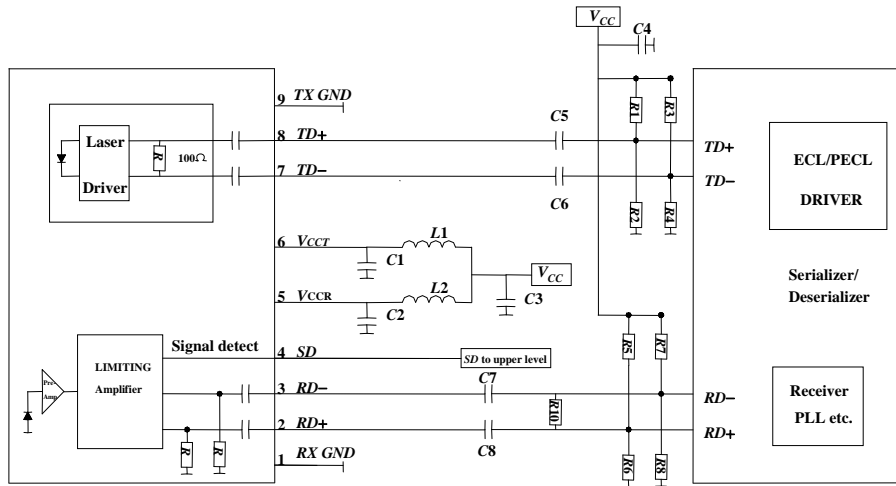 VCC
C4
9 TX GND
R1
R3
C5
Laser
Driver
R
100Ω
8 TD+
TD+
7 TD−
TD−
C6
R2
R4
ECL/PECL
DRIVER
6 VCCT
L1
C1
VCC
5 VCCR
L2
C2
C3
Serializer/
Deserializer
Signal detect
4 SD
SD to upper level
R5
R7
LIMITING
Amplifier
Pre-
Amp
C7
3 RD−
R10
RD−
2 RD+
RD+
C8
Receiver
PLL etc.
R
R
1 RX GND
R6
R8